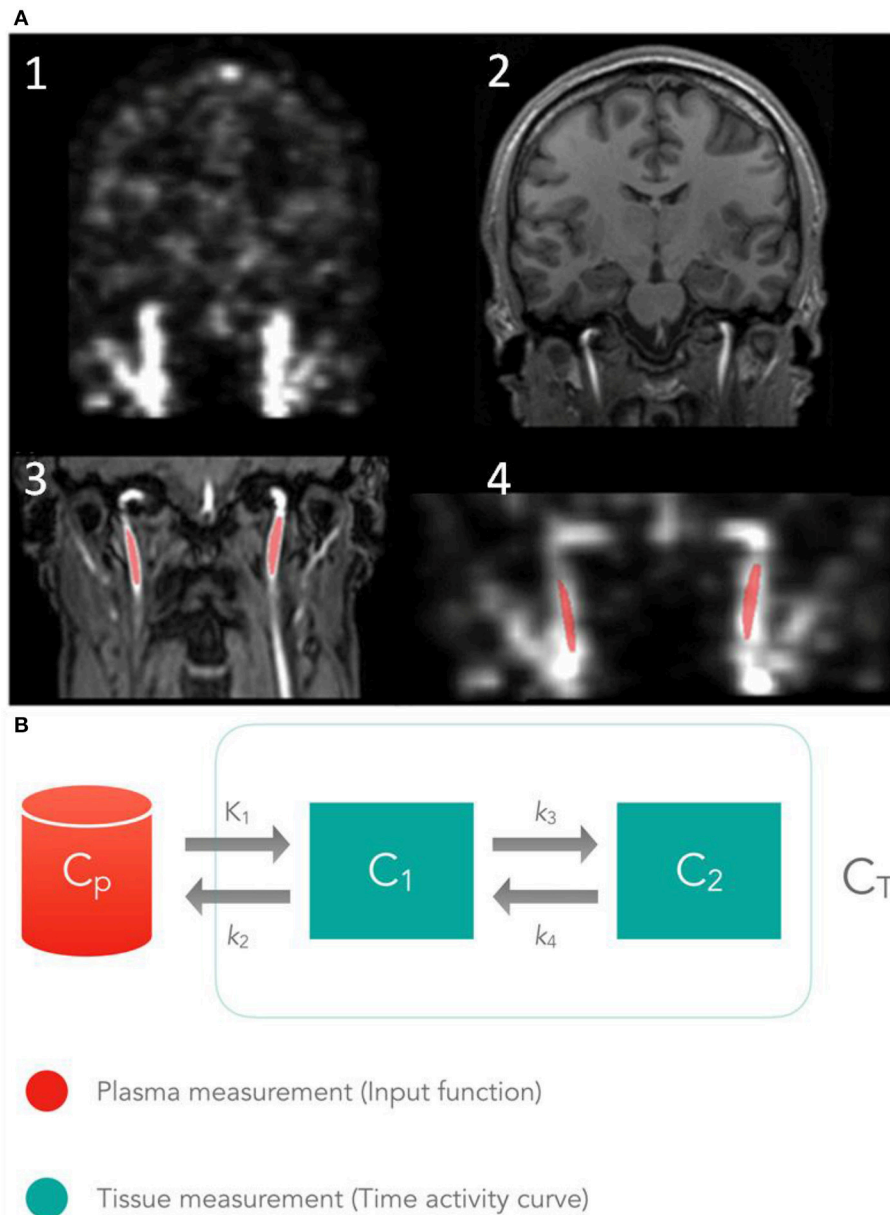 A
1
2
3
4
B
K₁
k₃
Cₚ
C₁
C₂
C_T
k₂
k₄
Plasma measurement (Input function)
Tissue measurement (Time activity curve)